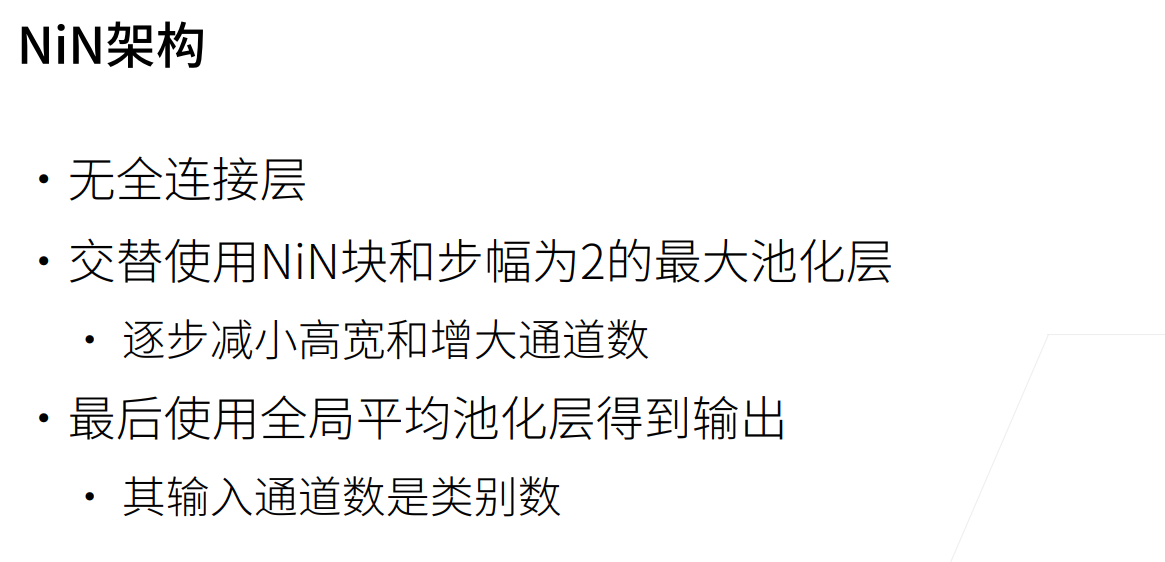 NiN架构
• 无全连接层
• 交替使用NiN块和步幅为2的最大池化层
• 逐步减小高宽和增大通道数
• 最后使用全局平均池化层得到输出
• 其输入通道数是类别数